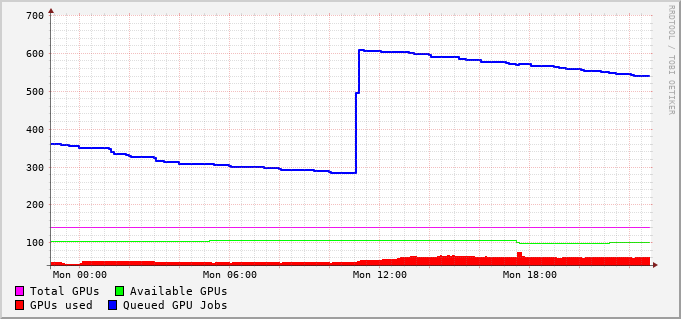 700
600
500
400
300
200
100
Mon 00:00 Mon 06:00 Mon 12:00 Mon 18:00
Total GPUs Available GPUs
GPUs used Queued GPU Jobs
RRDTOOL / TOBI OETIKER